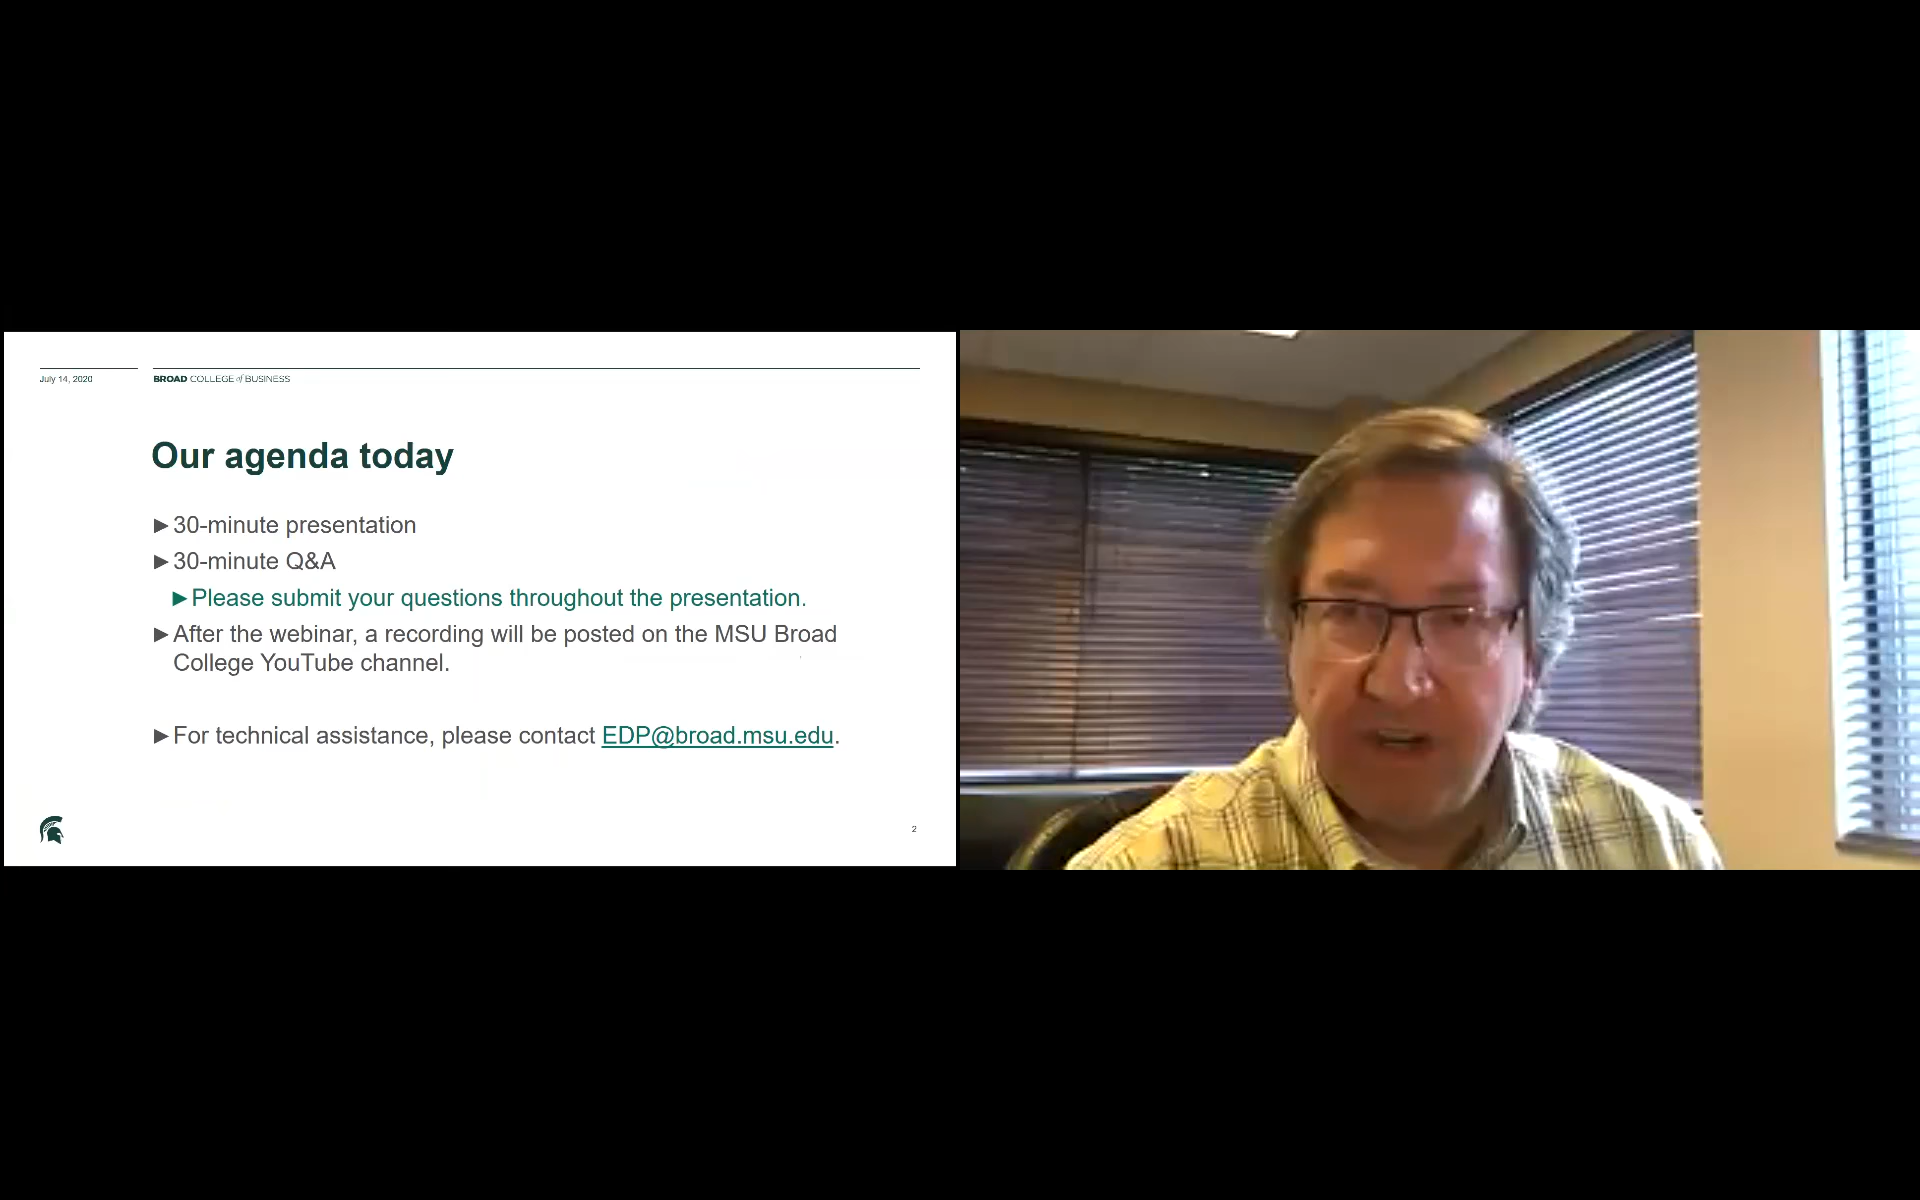 July 14, 2020
BROAD COLLEGE of BUSINESS
Our agenda today
►30-minute presentation
►30-minute Q&A
►Please submit your questions throughout the presentation.
►After the webinar, a recording will be posted on the MSU Broad
College YouTube channel.
►For technical assistance, please contact EDP@broad.msu.edu.
2